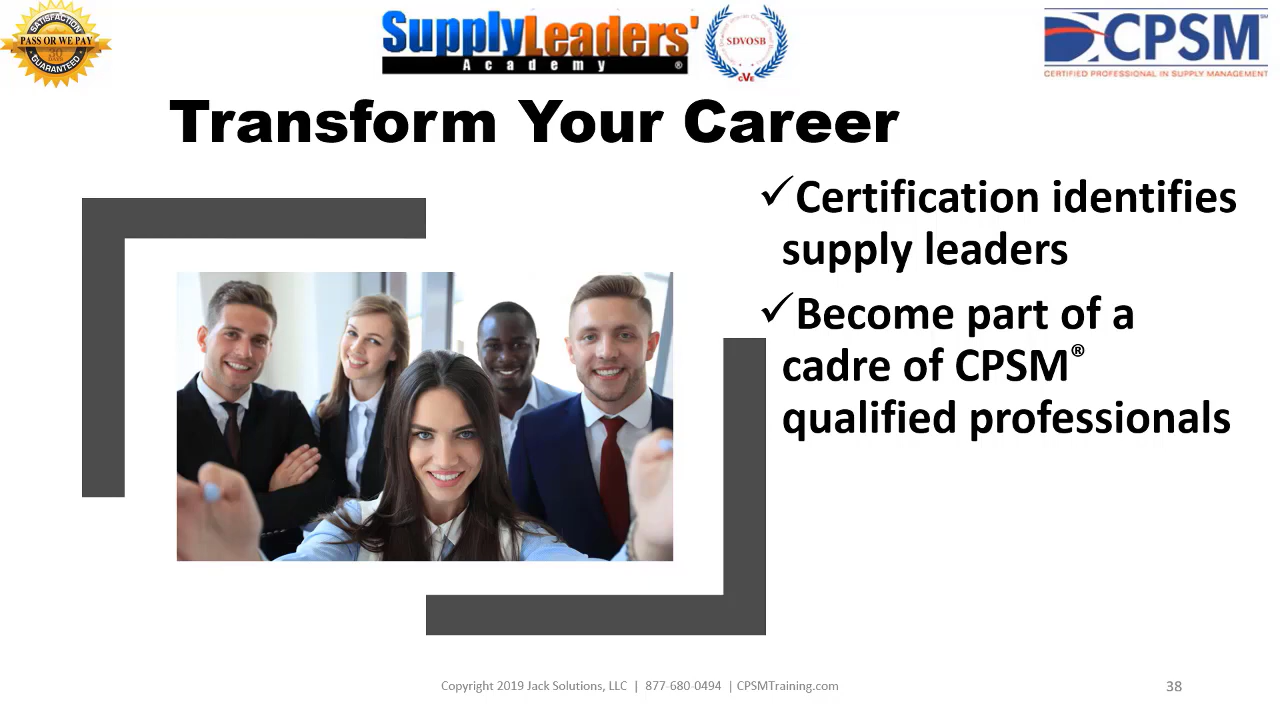 SATISFACTION
PASS OR WE PAY
GUARANTEED
SupplyLeaders'
Academy ®
SDVOSB
CVE
CPSM
CERTIFIED PROFESSIONAL IN SUPPLY MANAGEMENT
Transform Your Career
✓Certification identifies
supply leaders
✓Become part of a
cadre of CPSM®
qualified professionals
Copyright 2019 Jack Solutions, LLC | 877-680-0494 | CPSMTraining.com
38